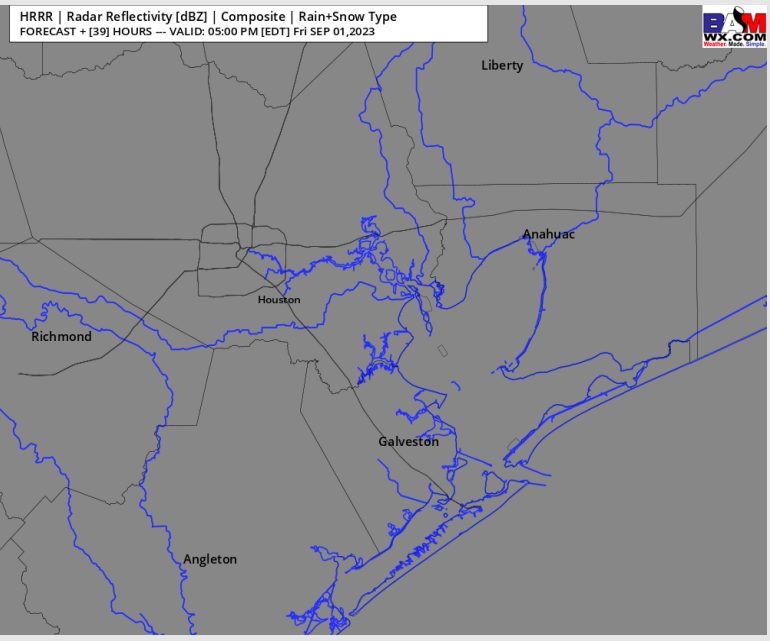 HRRR | Radar Reflectivity [dBZ] | Composite | Rain+Snow Type
FORECAST + [39] HOURS --- VALID: 05:00 PM [EDT] Fri SEP 01,2023
BAM
WX.COM
Weather. Made. Simple.
Liberty
Anahuac
Houston
Richmond
Galveston
Angleton